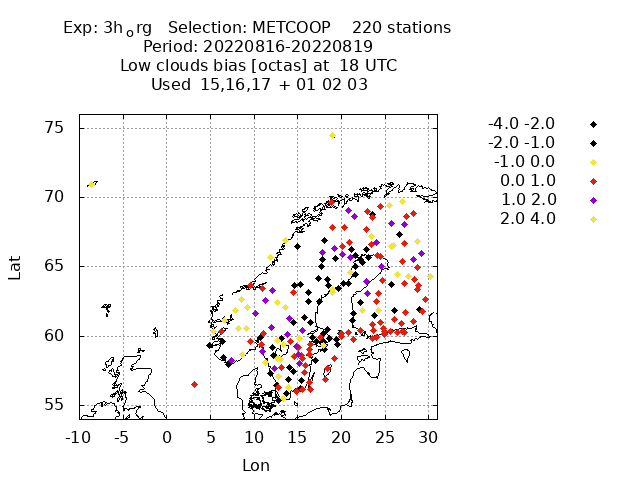 Exp: 3horg Selection: METCOOP 220 stations
Period: 20220816-20220819
Low clouds bias [octas] at 18 UTC
Used 15,16,17 + 01 02 03
75
70
65
60
55
Lat
-10 -5 0 5 10 15 20 25 30
Lon
-4.0 -2.0
-2.0 -1.0
-1.0 0.0
0.0 1.0
1.0 2.0
2.0 4.0